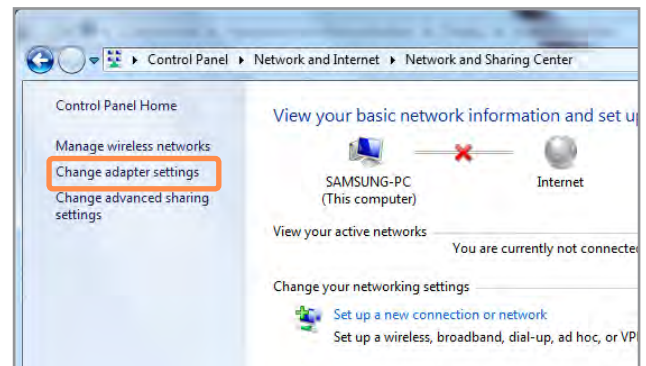 Control Panel ▸ Network and Internet ▸ Network and Sharing Center
Control Panel Home
Manage wireless networks
Change adapter settings
Change advanced sharing
settings
View your basic network information and set u
SAMSUNG-PC
(This computer)
Internet
View your active networks
You are currently not connecte
Change your networking settings
Set up a new connection or network
Set up a wireless, broadband, dial-up, ad hoc, or VP